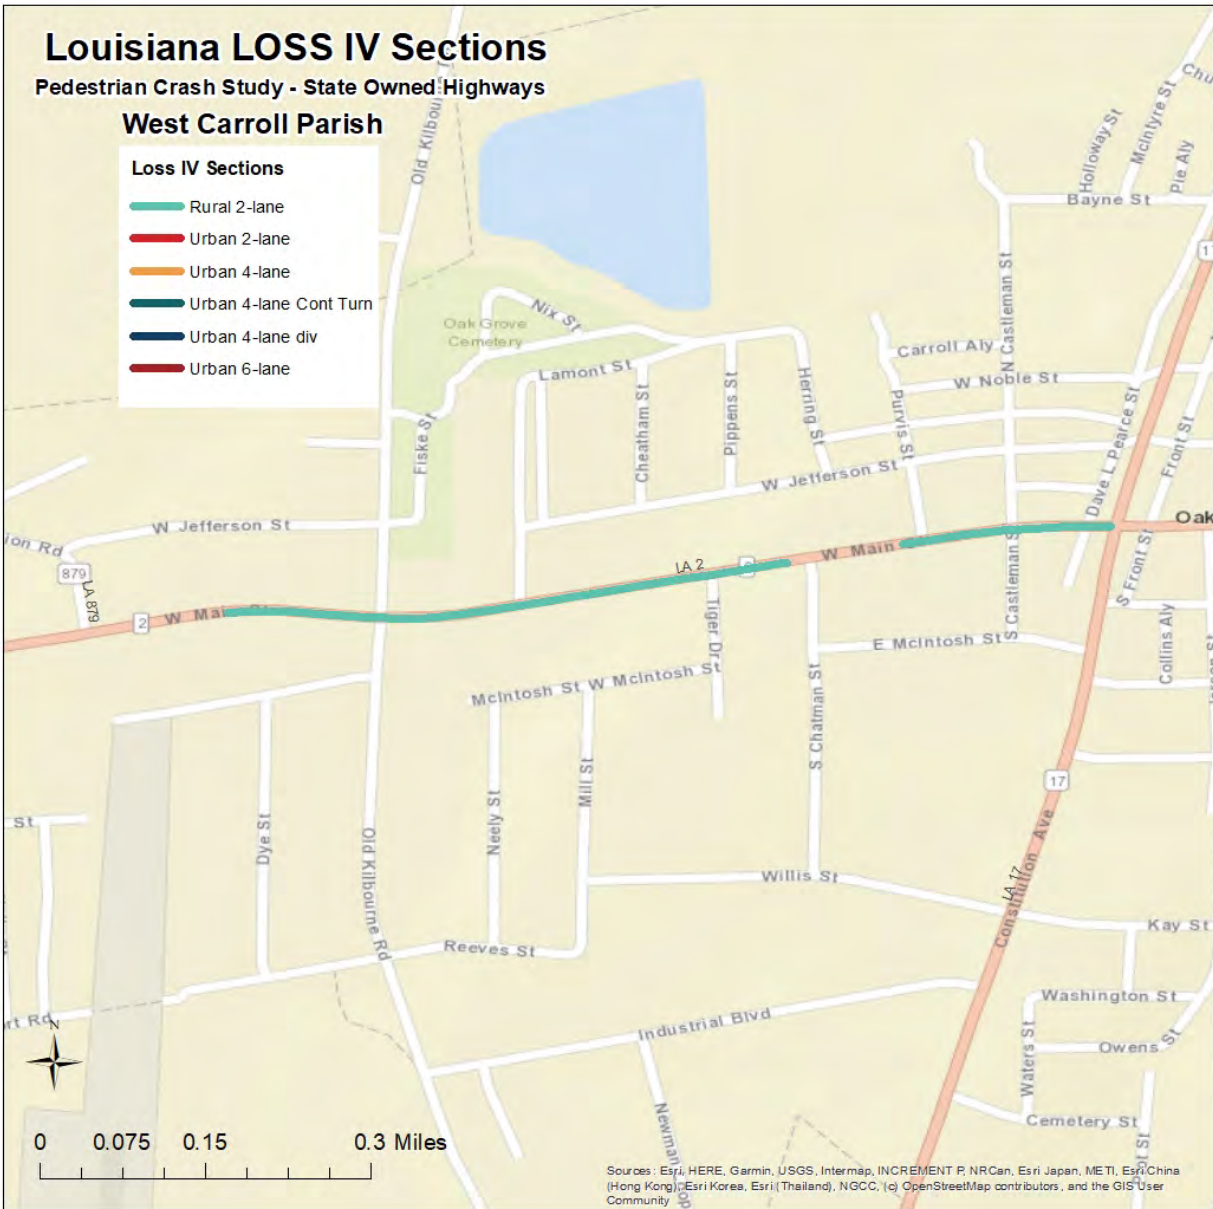 Louisiana LOSS IV Sections
Pedestrian Crash Study - State Owned Highways
West Carroll Parish
Loss IV Sections
Rural 2-lane
Urban 2-lane
Urban 4-lane
Urban 4-lane Cont Turn
Urban 4-lane div
Urban 6-lane
Old Kilbou
Chu
McIntyre St
Holloway St
Pie Aly
Bayne St
N Castleman St
Nix St
Oak Grove
Cemetery
Carroll Aly
Lamont St
W Noble St
Herring St
Purvis St
Pippens St
Cheatham St
Dave L Pearce St
Front St
Fiske St
W Jefferson St
W Jefferson St
Oak
ion Rd
879
LA 879
W Main
LA 2
2
W Mai
S Castleman S
S Front St
Tiger Dr
Collins Aly
E McIntosh St
McIntosh St W McIntosh St
S Chatman St
17
Mill St
Neely St
Dye St
St
Old Kilbourne Rd
Constitution Ave
LA 17
Willis St
Kay St
Reeves St
Washington St
ort Rd
Industrial Blvd
Waters St
Owens St
Newman
Cemetery St
N
0 0.075 0.15 0.3 Miles
Sources: Esri, HERE, Garmin, USGS, Intermap, INCREMENT P, NRCan, Esri Japan, METI, Esri China
(Hong Kong), Esri Korea, Esri (Thailand), NGCC, (c) OpenStreetMap contributors, and the GIS User
Community